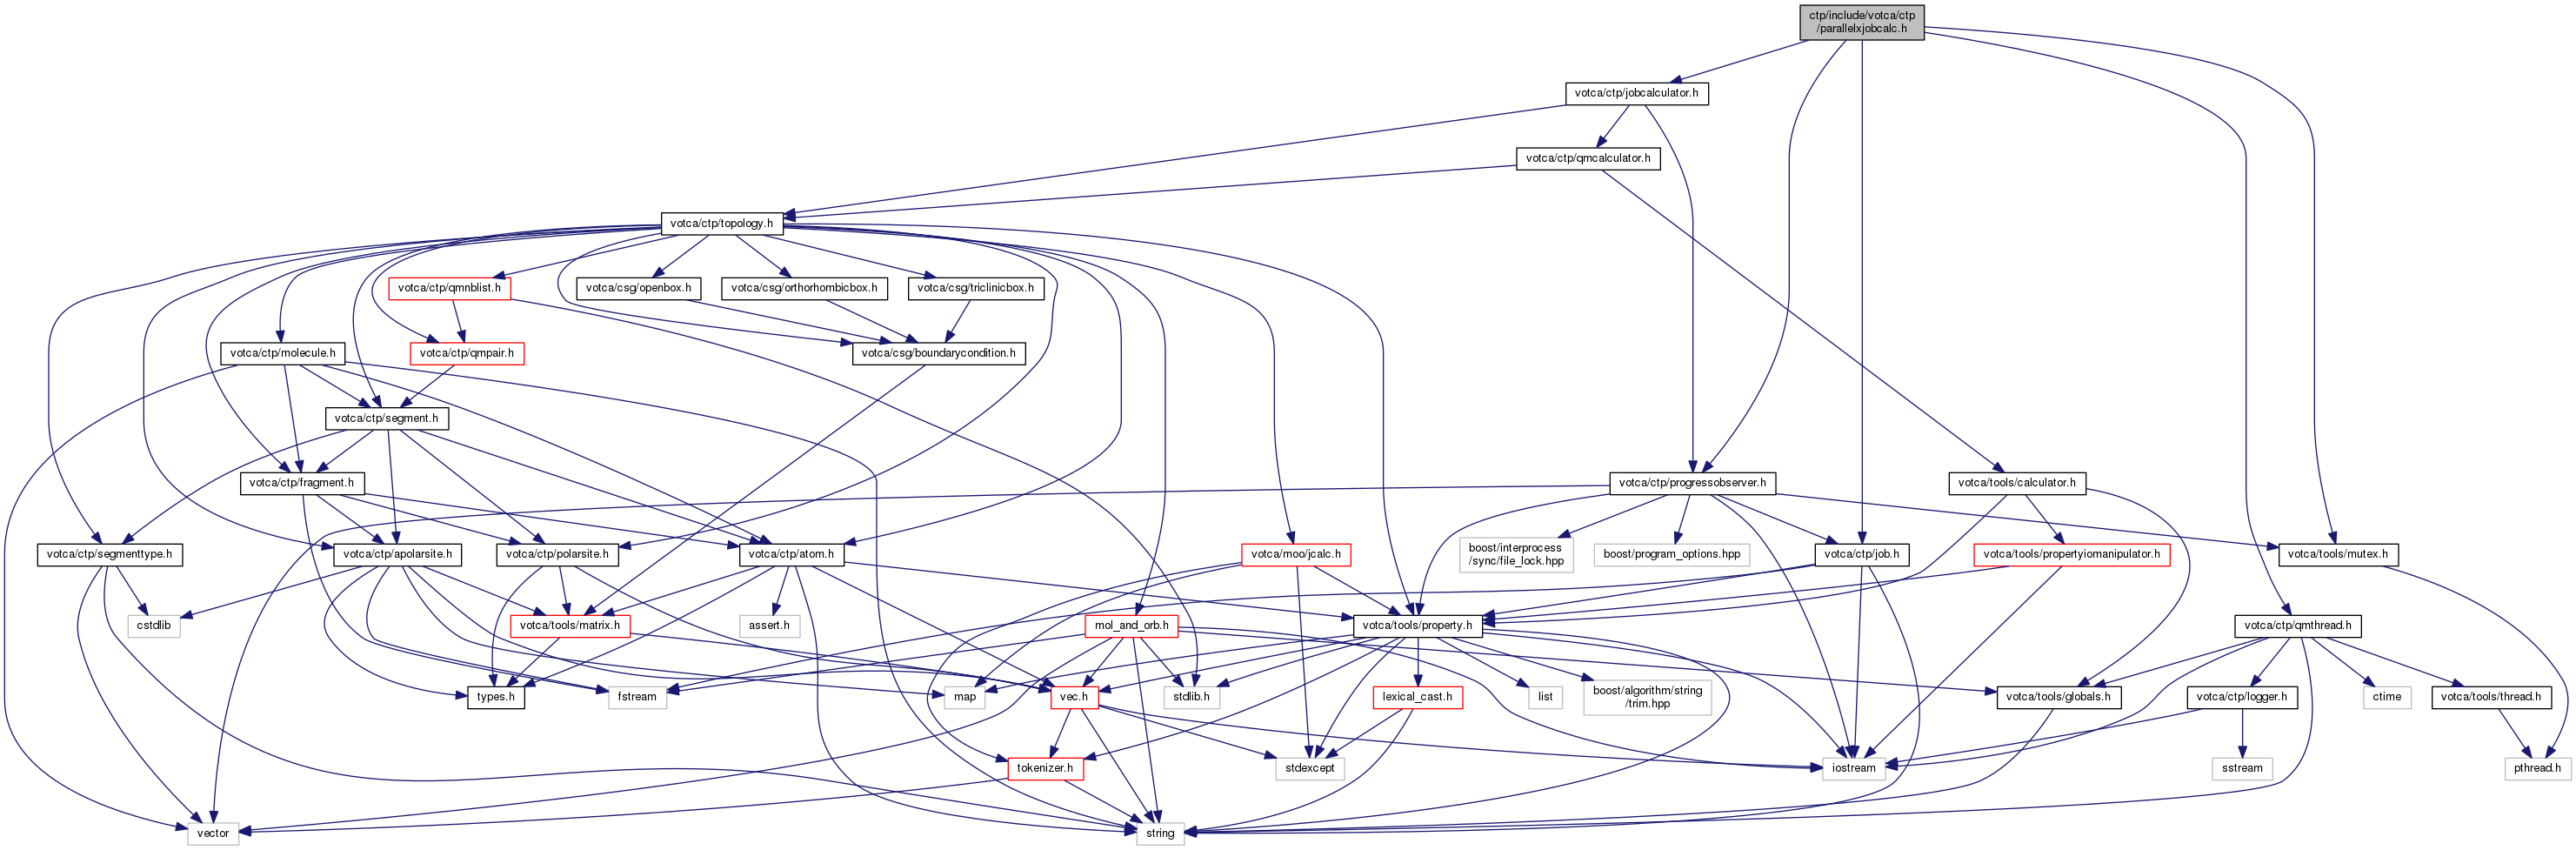 ctp/include/votca/ctp
/parallelxjobcalc.h
votca/ctp/jobcalculator.h
votca/ctp/qmcalculator.h
votca/ctp/topology.h
votca/ctp/qmnblist.h
votca/csg/openbox.h
votca/csg/orthorhombicbox.h
votca/csg/triclinicbox.h
votca/ctp/molecule.h
votca/ctp/qmpair.h
votca/csg/boundarycondition.h
votca/ctp/segment.h
votca/ctp/fragment.h
votca/ctp/progressobserver.h
votca/tools/calculator.h
votca/ctp/segmenttype.h
votca/ctp/apolarsite.h
votca/ctp/polarsite.h
votca/ctp/atom.h
votca/moo/jcalc.h
boost/interprocess
/sync/file_lock.hpp
boost/program_options.hpp
votca/ctp/job.h
votca/tools/propertyiomanipulator.h
votca/tools/mutex.h
cstdlib
votca/tools/matrix.h
assert.h
mol_and_orb.h
votca/tools/property.h
votca/ctp/qmthread.h
types.h
fstream
map
vec.h
stdlib.h
lexical_cast.h
list
boost/algorithm/string
/trim.hpp
votca/tools/globals.h
votca/ctp/logger.h
ctime
votca/tools/thread.h
tokenizer.h
stdexcept
iostream
sstream
pthread.h
vector
string